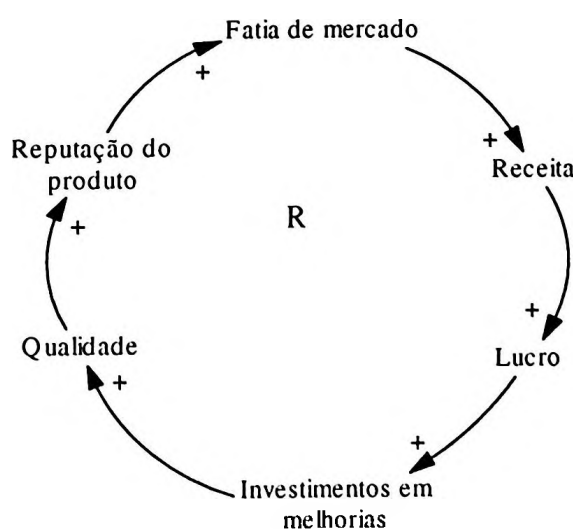 Fatia de mercado
+
+
Reputação do
produto
Receita
R
+
+
Qualidade
Lucro
+
+
Investimentos em
melhorias